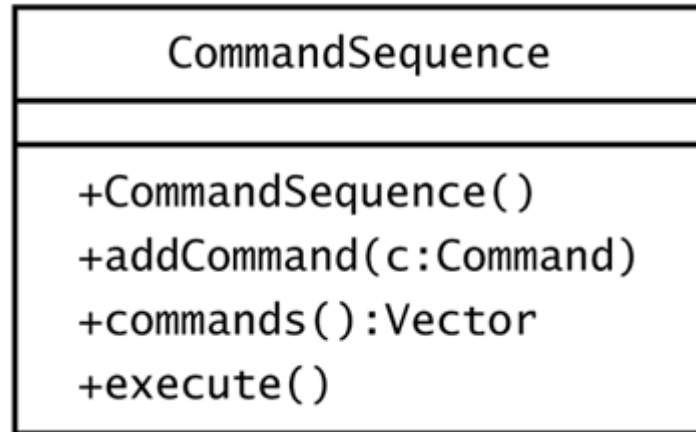 CommandSequence
+CommandSequence()
+addCommand(c:Command)
+commands():Vector
+execute()